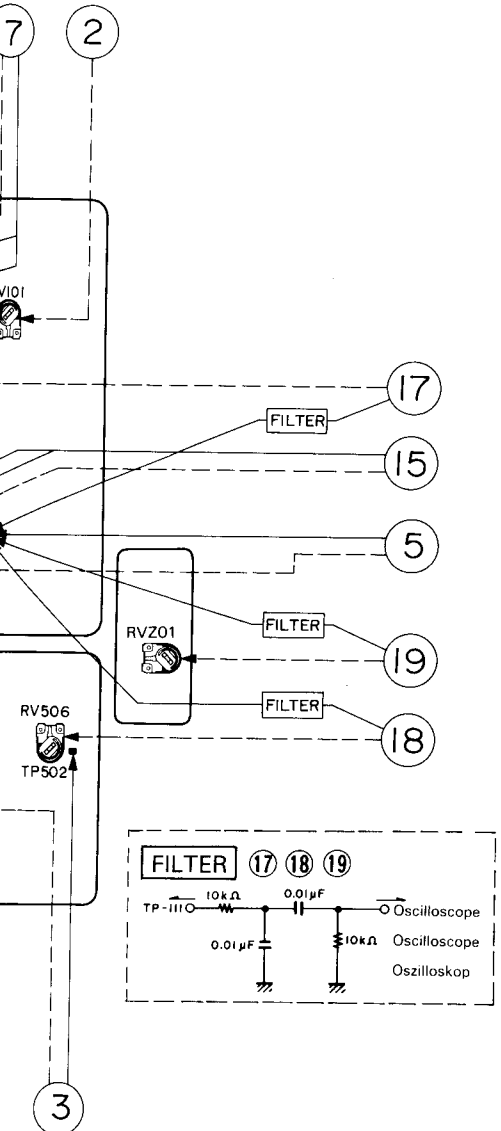 7 2
V101
17
FILTER
15
5
RVZ01
FILTER
19
RV506
FILTER
18
TP502
FILTER 17 18 19
TP-111 10kΩ 0.01µF Oscilloscope
0.01µF 10kΩ Oscilloscope
Oszilloskop
3